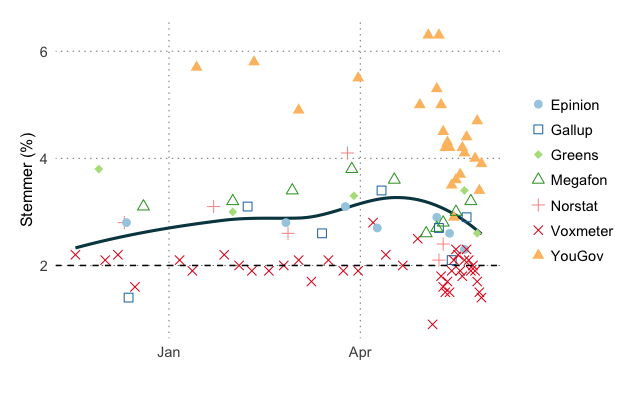 Stemmer (%)
6
4
2
Jan
Apr
Epinion
Gallup
Greens
Megafon
Norstat
Voxmeter
YouGov